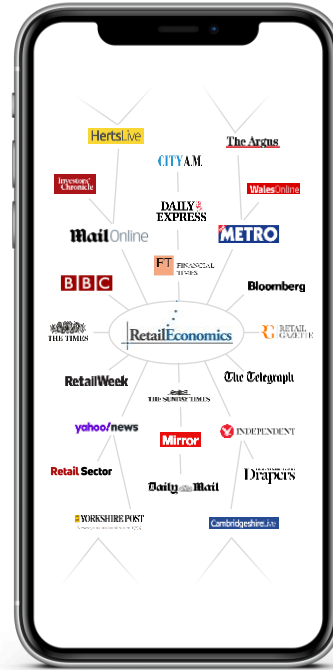 HertsLive
CITY A.M.
The Argus
Investors'
Chronicle
WalesOnline
DAILY
EXPRESS
MailOnline
METRO
FT FINANCIAL
TIMES
BBC
Bloomberg
THE TIMES
RetailEconomics
RG RETAIL
GAZETTE
RetailWeek
The Telegraph
THE SUNDAY TIMES
yahoo!news
Mirror
INDEPENDENT
Retail Sector
Drapers
Daily Mail
YORKSHIRE POST
CambridgeshireLive